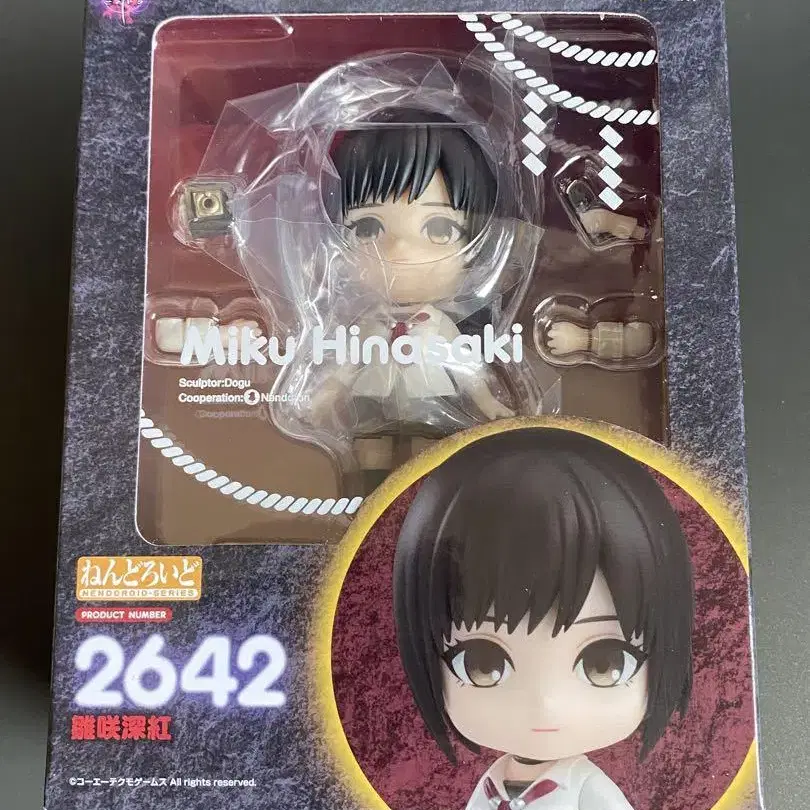 Miku Hinasaki
Sculptor:Dogu
Cooperation: Nendoron
ねんどろいど
NENDOROID-SERIES
PRODUCT NUMBER
2642
雛咲深紅
©コーエーテクモゲームス All rights reserved.